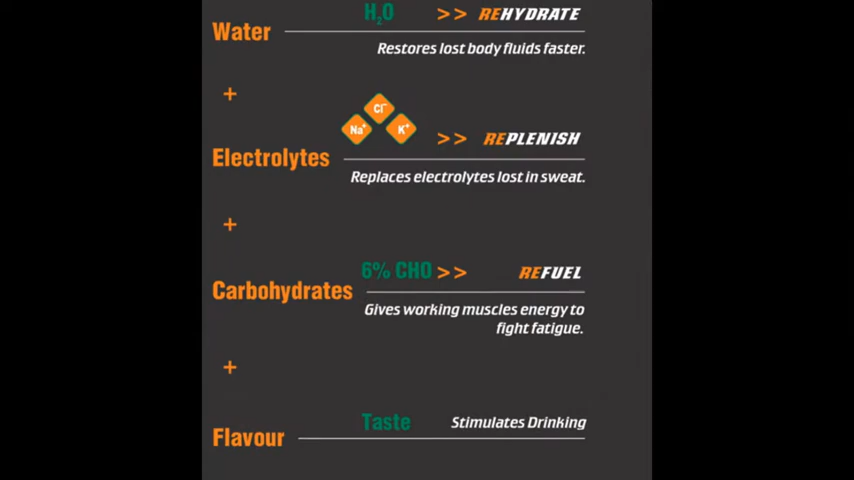 H₂O >> REHYDRATE
Water
Restores lost body fluids faster.
+
Cl⁻
Na⁺ K⁺ >> REPLENISH
Electrolytes
Replaces electrolytes lost in sweat.
+
6% CHO >> REFUEL
Carbohydrates
Gives working muscles energy to
fight fatigue.
+
Taste Stimulates Drinking
Flavour